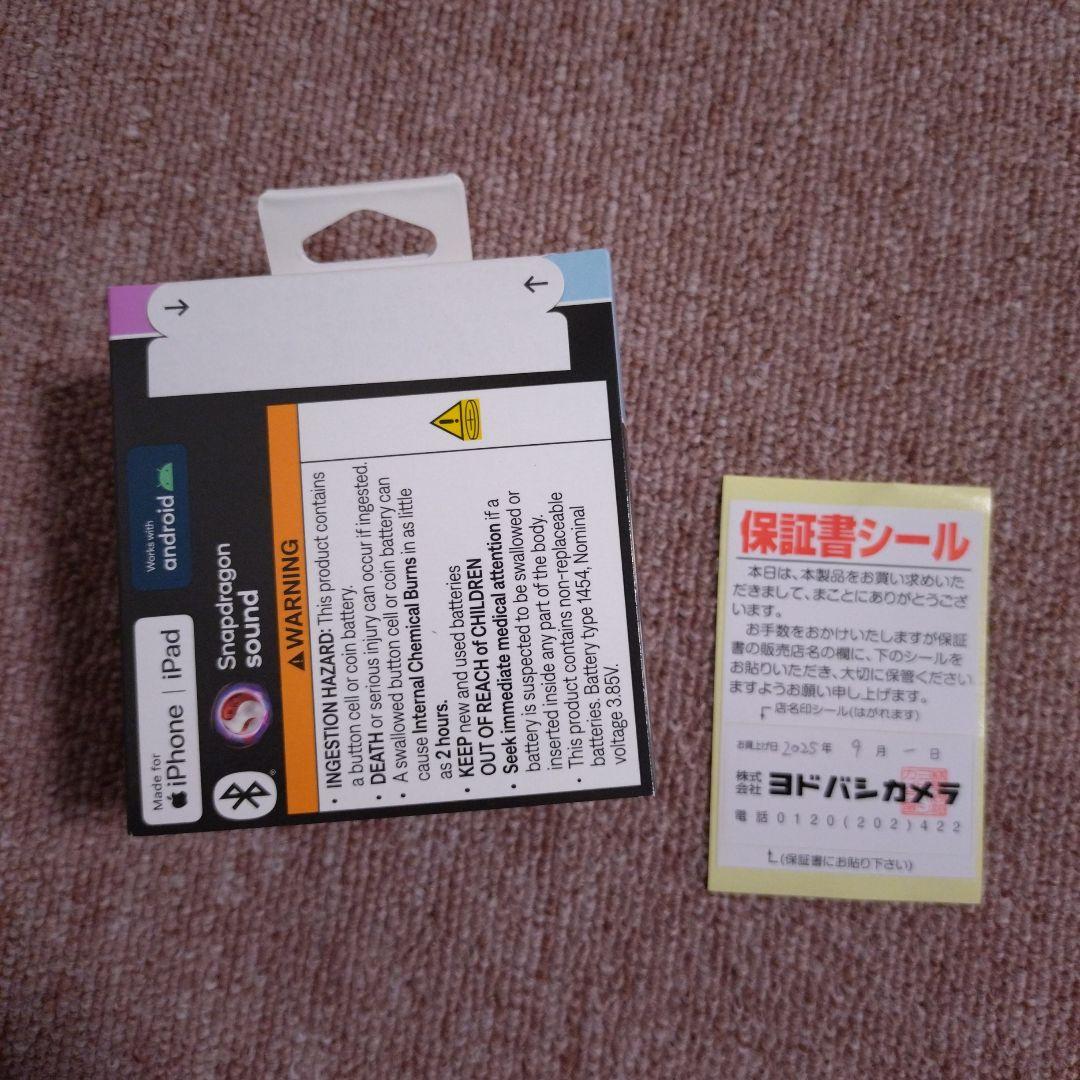 Made for
iPhone | iPad
Works with
android
Snapdragon
sound
WARNING
• INGESTION HAZARD: This product contains
a button cell or coin battery.
• DEATH or serious injury can occur if ingested.
• A swallowed button cell or coin battery can
cause Internal Chemical Burns in as little
as 2 hours.
• KEEP new and used batteries
OUT OF REACH of CHILDREN
• Seek immediate medical attention if a
battery is suspected to be swallowed or
inserted inside any part of the body.
• This product contains non-replaceable
batteries. Battery type 1454, Nominal
voltage 3.85V.
保証書シール
本日は、本製品をお買い求めいた
だきまして、まことにありがとうござ
います。
お手数をおかけいたしますが保証
書の販売店名の欄に、下のシールを
お貼りいただき、大切に保管ください
ますようお願い申し上げます。
店名印シール(はがれます)
お買上げ日 2025年 9月 一日
株式会社 ヨドバシカメラ
電話0120(202)422
(保証書にお貼り下さい)